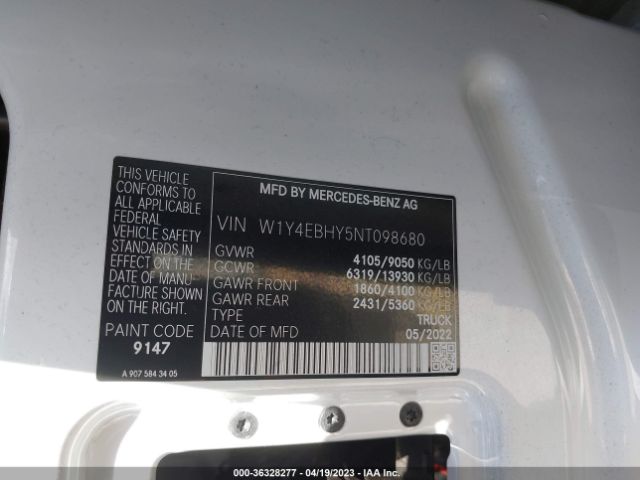 THIS VEHICLE
CONFORMS TO
ALL APPLICABLE
FEDERAL MOTOR
VEHICLE SAFETY
STANDARDS IN
EFFECT ON THE
DATE OF MANU-
FACTURE SHOWN
ON THE RIGHT.
PAINT CODE
9147
A 907 584 34 05
MFD BY MERCEDES-BENZ AG
VIN W1Y4EBHY5NT098680
GVWR 4105/9050 KG/LB
GCWR 6319/13930 KG/LB
GAWR FRONT 1860/4100 KG/LB
GAWR REAR 2431/5360 KG/LB
TYPE TRUCK
DATE OF MFD 05/2022
000-36328277 - 04/19/2023 - IAA Inc.